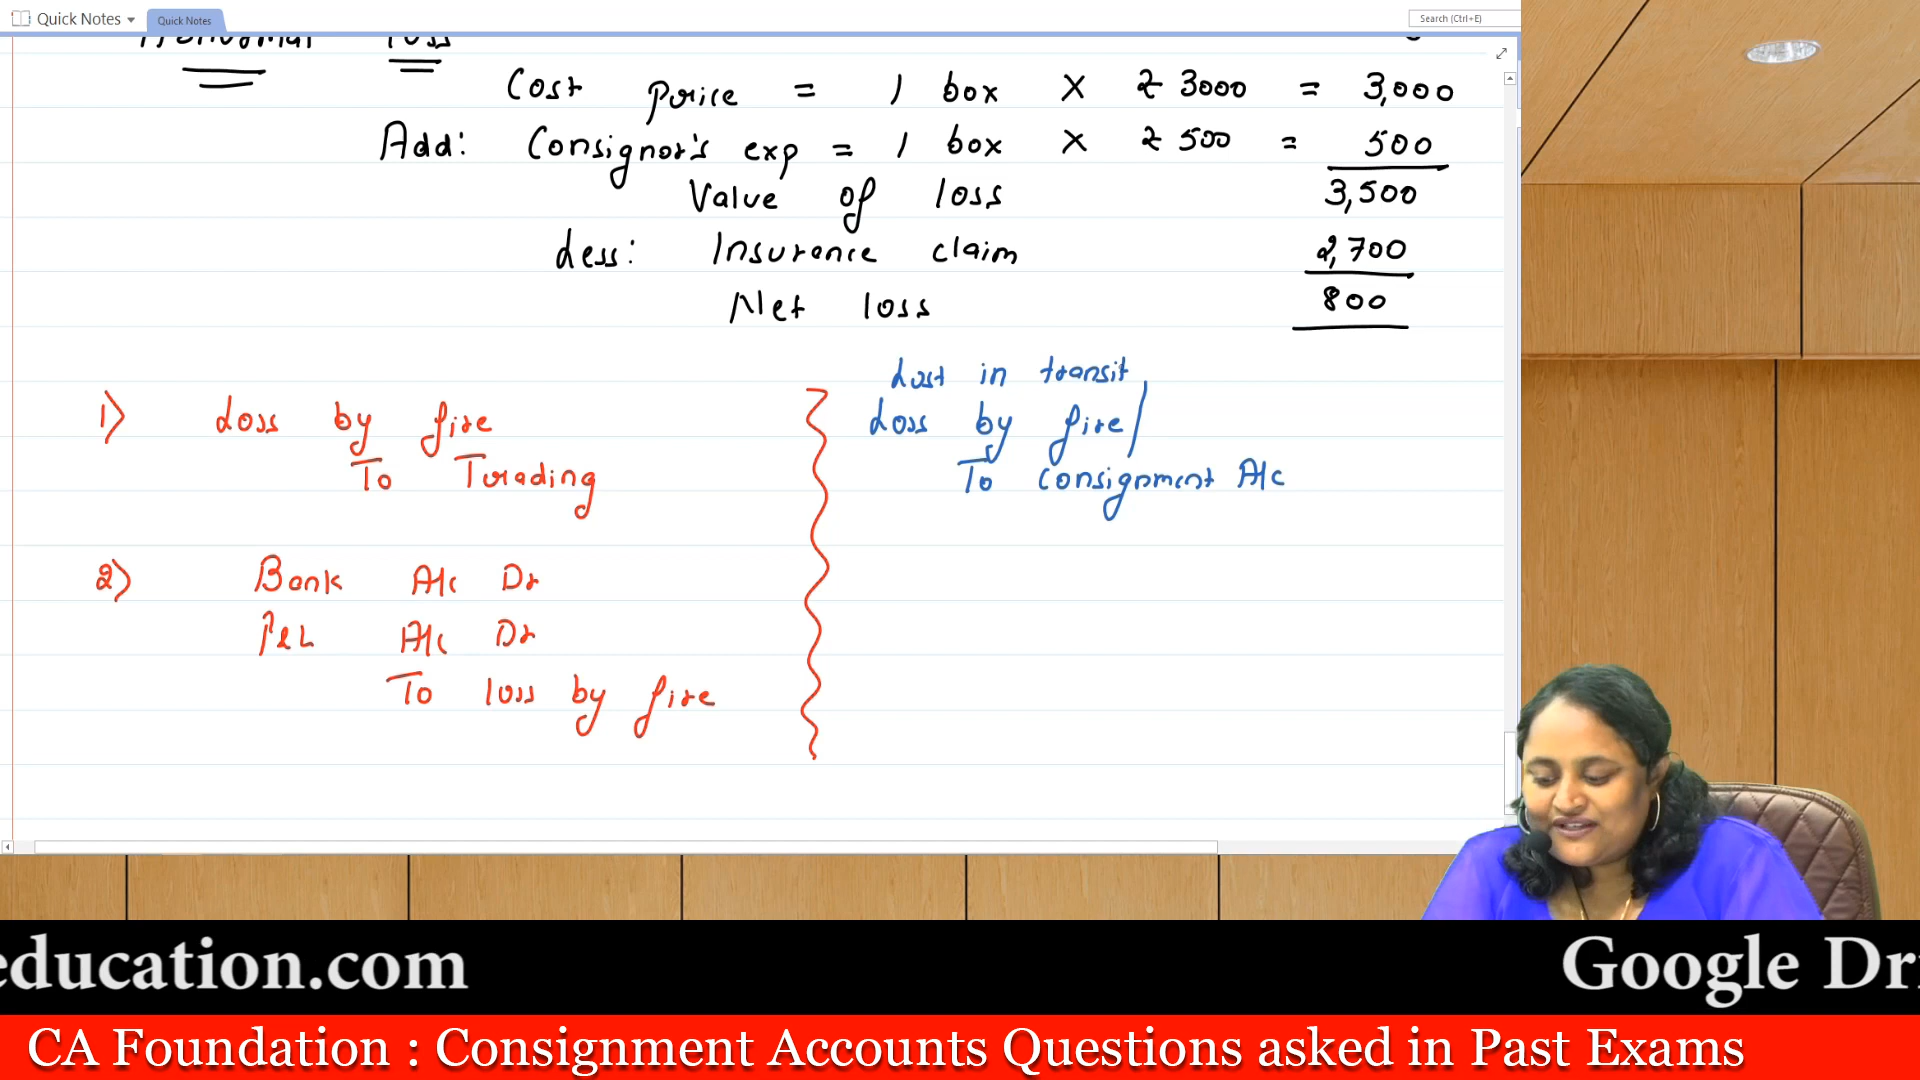 Quick Notes
Quick Notes
Search (Ctrl+E)
Abnormal loss
Cost price = 1 box X ₹ 3000 = 3,000
Add: Consignor's exp = 1 box X ₹ 500 = 500
Value of loss 3,500
Less: Insurance claim 2,700
Net loss 800
1) Loss by fire
To Trading
2) Bank A/c Dr
P&L A/c Dr
To loss by fire
Lost in transit
Loss by fire/
To consignment A/c
education.com Google Dri
CA Foundation : Consignment Accounts Questions asked in Past Exams